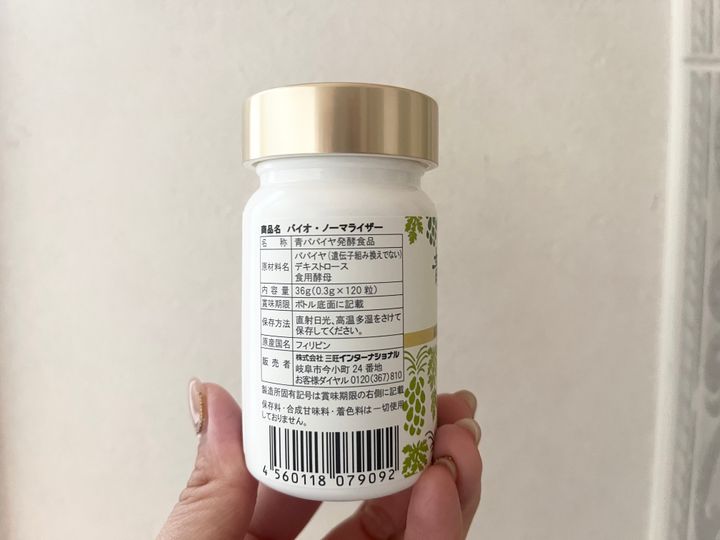 商品名 バイオ・ノーマライザー
名称 青パパイヤ発酵食品
原材料名 パパイヤ(遺伝子組み換えでない)
デキストロース
食用酵母
内容量 36g(0.3g×120粒)
賞味期限 ボトル底面に記載
保存方法 直射日光、高温多湿をさけて
保存してください。
原産国名 フィリピン
販売者 株式会社 三旺インターナショナル
岐阜市今小町24番地
お客様ダイヤル 0120(367)810
製造所固有記号は賞味期限の右側に記載
保存料・合成甘味料・着色料は一切使用
しておりません。
4 560118 079092